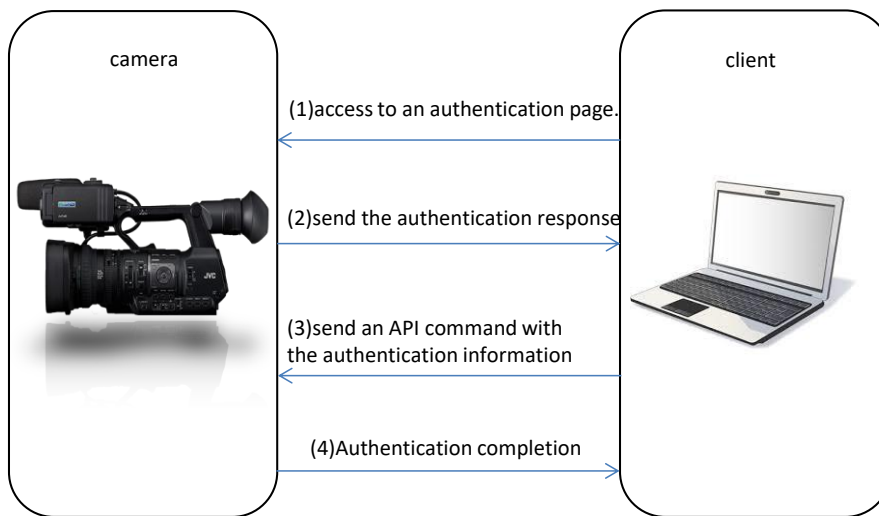 camera
client
(1)access to an authentication page.
(2)send the authentication response
(3)send an API command with
the authentication information
(4)Authentication completion
JVC